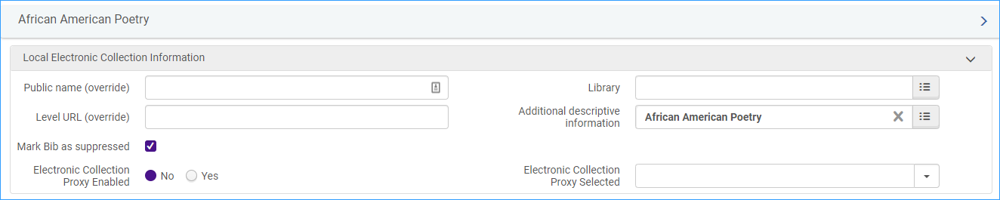 African American Poetry
Local Electronic Collection Information
Public name (override)
Library
Level URL (override)
Additional descriptive
information
African American Poetry
Mark Bib as suppressed
Electronic Collection
Proxy Enabled
No
Yes
Electronic Collection
Proxy Selected